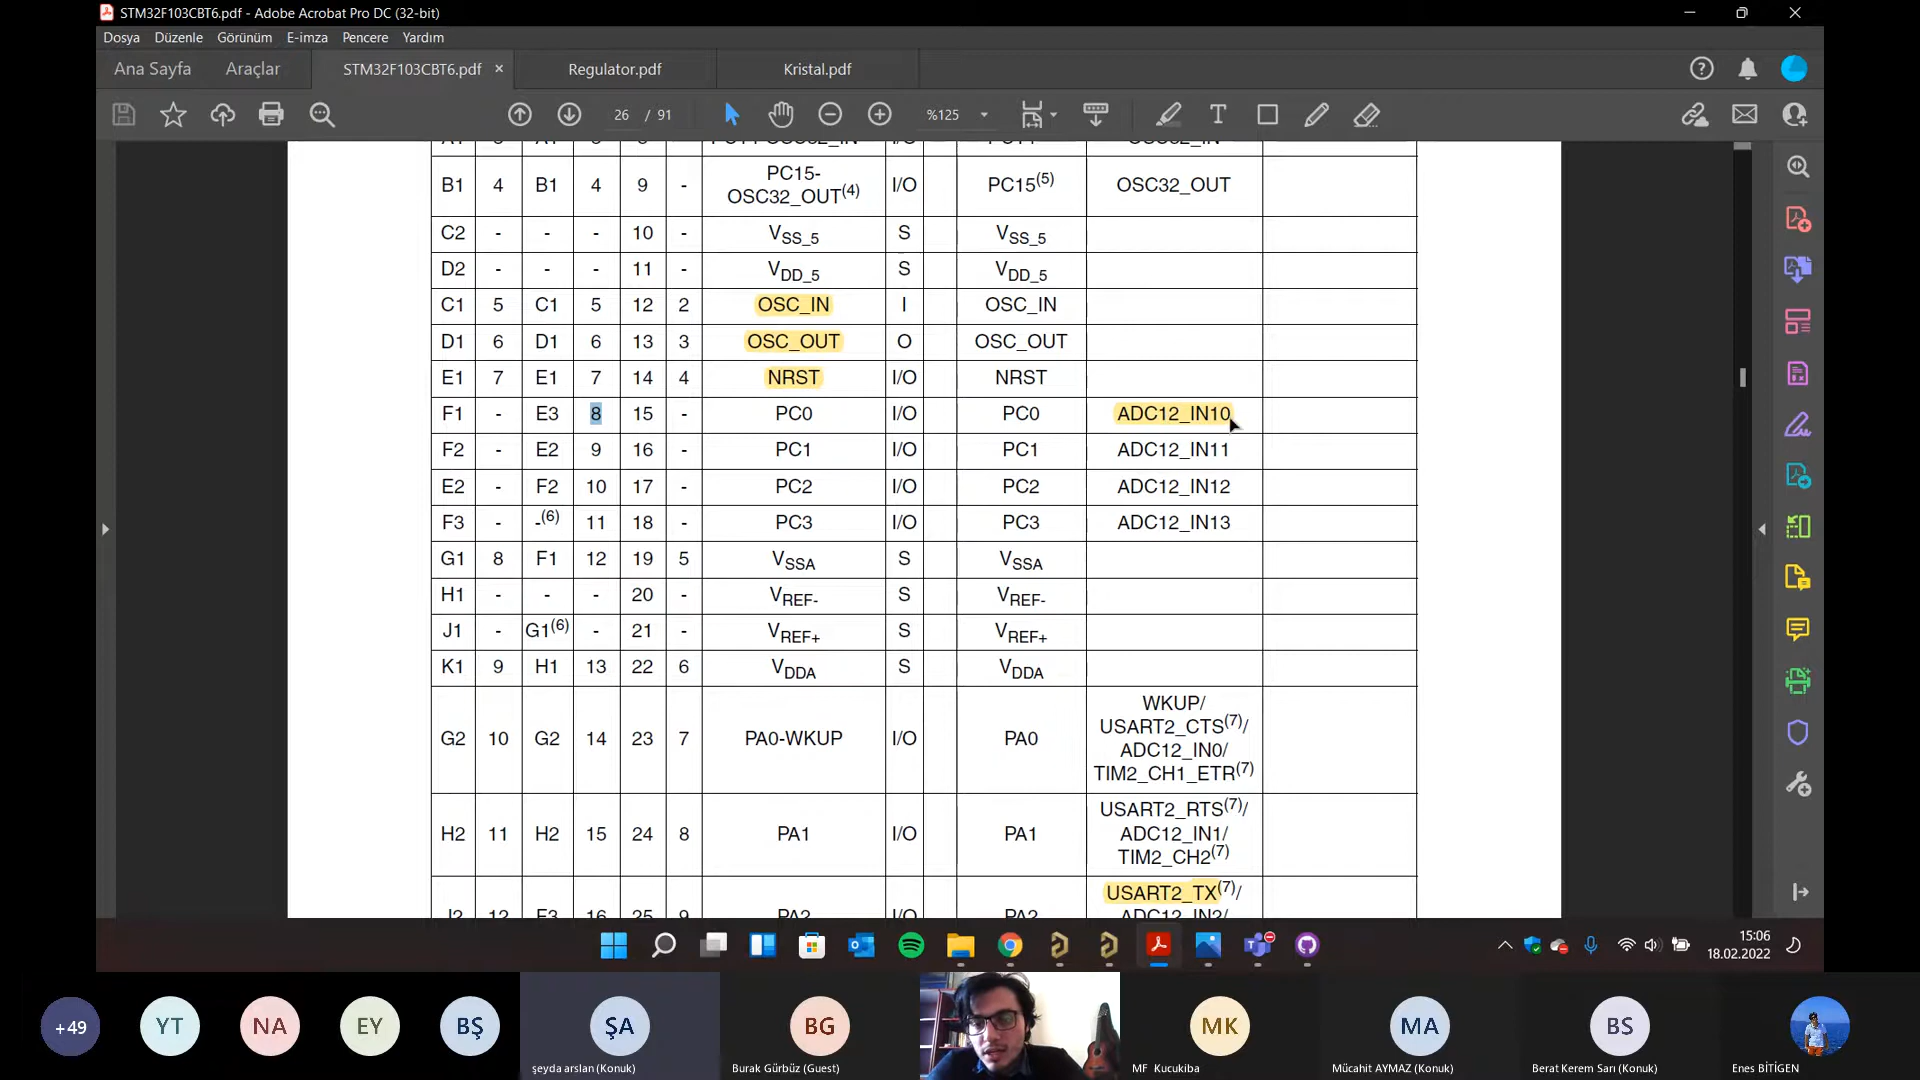 STM32F103CBT6.pdf - Adobe Acrobat Pro DC (32-bit)
Dosya Düzenle Görünüm E-imza Pencere Yardım
Ana Sayfa Araçlar STM32F103CBT6.pdf × Regulator.pdf Kristal.pdf
26 / 91 %125
B1 4 B1 4 9 - PC15-OSC32_OUT(4) I/O PC15(5) OSC32_OUT
C2 - - - 10 - VSS_5 S VSS_5
D2 - - - 11 - VDD_5 S VDD_5
C1 5 C1 5 12 2 OSC_IN I OSC_IN
D1 6 D1 6 13 3 OSC_OUT O OSC_OUT
E1 7 E1 7 14 4 NRST I/O NRST
F1 - E3 8 15 - PC0 I/O PC0 ADC12_IN10
F2 - E2 9 16 - PC1 I/O PC1 ADC12_IN11
E2 - F2 10 17 - PC2 I/O PC2 ADC12_IN12
F3 - -(6) 11 18 - PC3 I/O PC3 ADC12_IN13
G1 8 F1 12 19 5 VSSA S VSSA
H1 - - - 20 - VREF- S VREF-
J1 - G1(6) - 21 - VREF+ S VREF+
K1 9 H1 13 22 6 VDDA S VDDA
G2 10 G2 14 23 7 PA0-WKUP I/O PA0 WKUP/
USART2_CTS(7)/
ADC12_IN0/
TIM2_CH1_ETR(7)
H2 11 H2 15 24 8 PA1 I/O PA1 USART2_RTS(7)/
ADC12_IN1/
TIM2_CH2(7)
USART2_TX(7)/
J2 12 F3 16 25 9 PA2 I/O PA2 ADC12_IN2/
15:06
18.02.2022
+49 YT NA EY BŞ ŞA BG MK MA BS
şeyda arslan (Konuk) Burak Gürbüz (Guest) MF Kucukiba Mücahit AYMAZ (Konuk) Berat Kerem Sarı (Konuk) Enes BİTİGEN